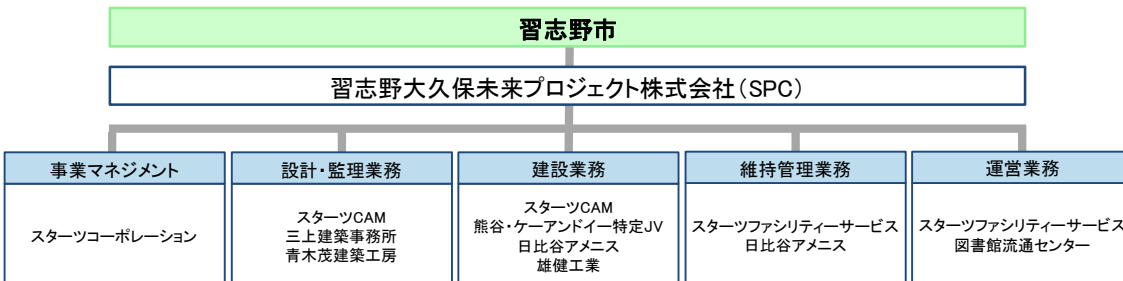 習志野市
習志野大久保未来プロジェクト株式会社（SPC）
事業マネジメント
スターツコーポレーション
設計・監理業務
スターツCAM
三上建築事務所
青木茂建築工房
建設業務
スターツCAM
熊谷・ケーアンドイー特定JV
日比谷アメニス
雄健工業
維持管理業務
スターツファシリティーサービス
日比谷アメニス
運営業務
スターツファシリティーサービス
図書館流通センター